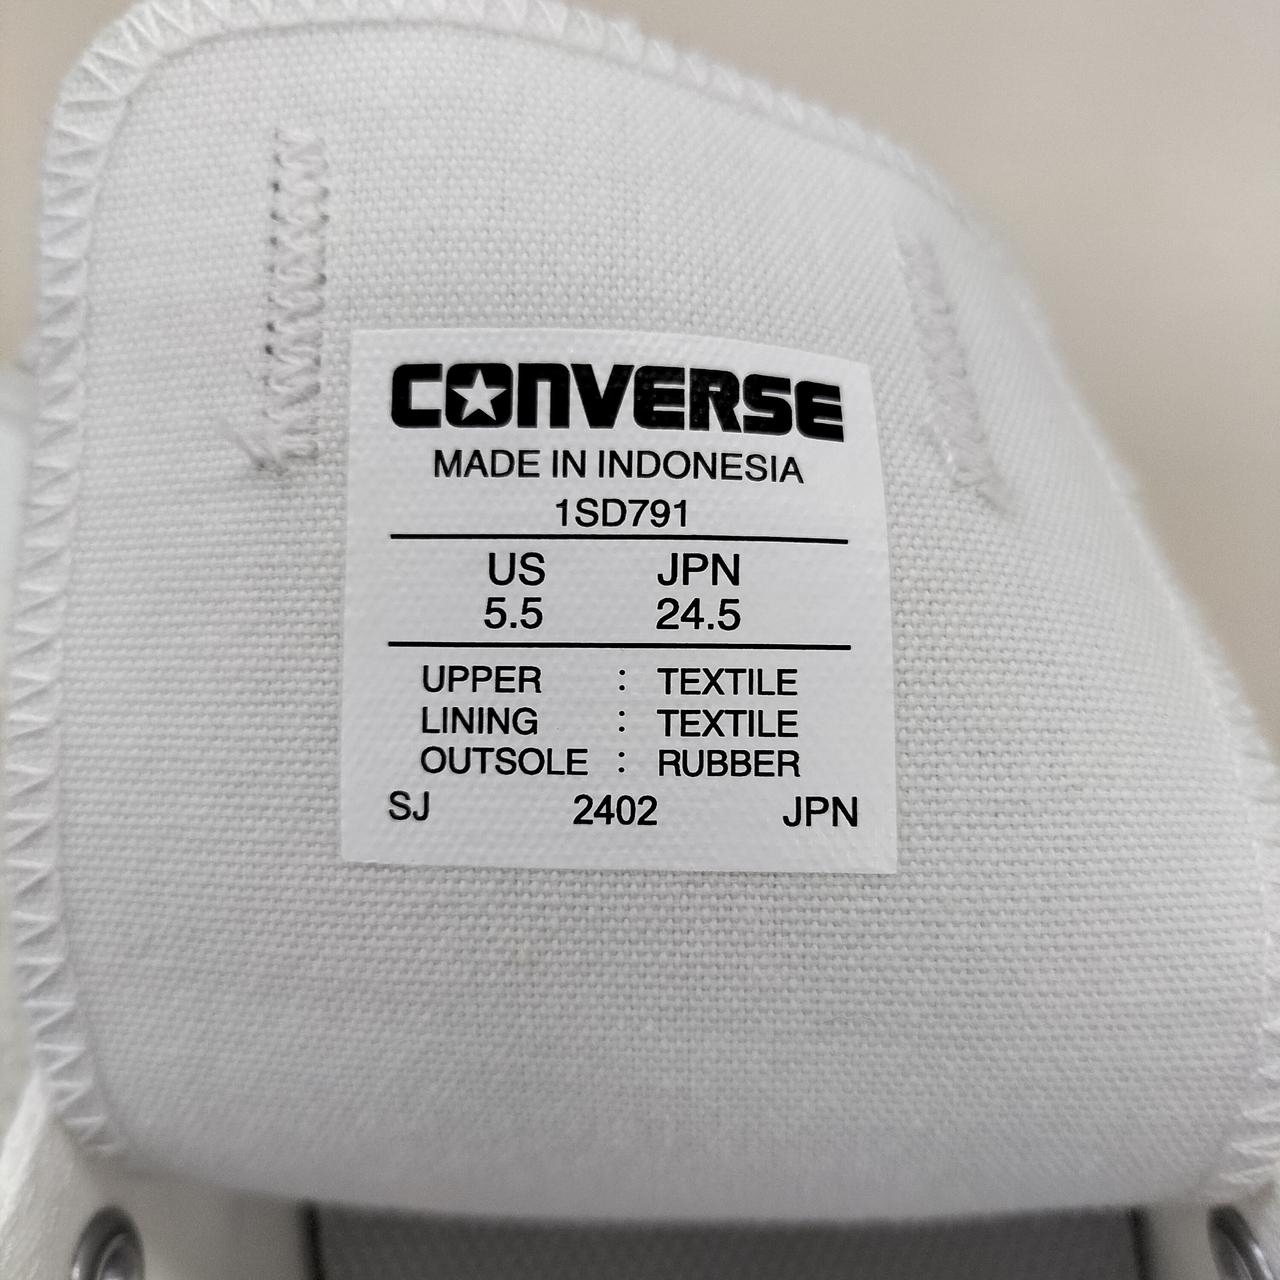 CONVERSE
MADE IN INDONESIA
1SD791
US JPN
5.5 24.5
UPPER : TEXTILE
LINING : TEXTILE
OUTSOLE : RUBBER
SJ 2402 JPN